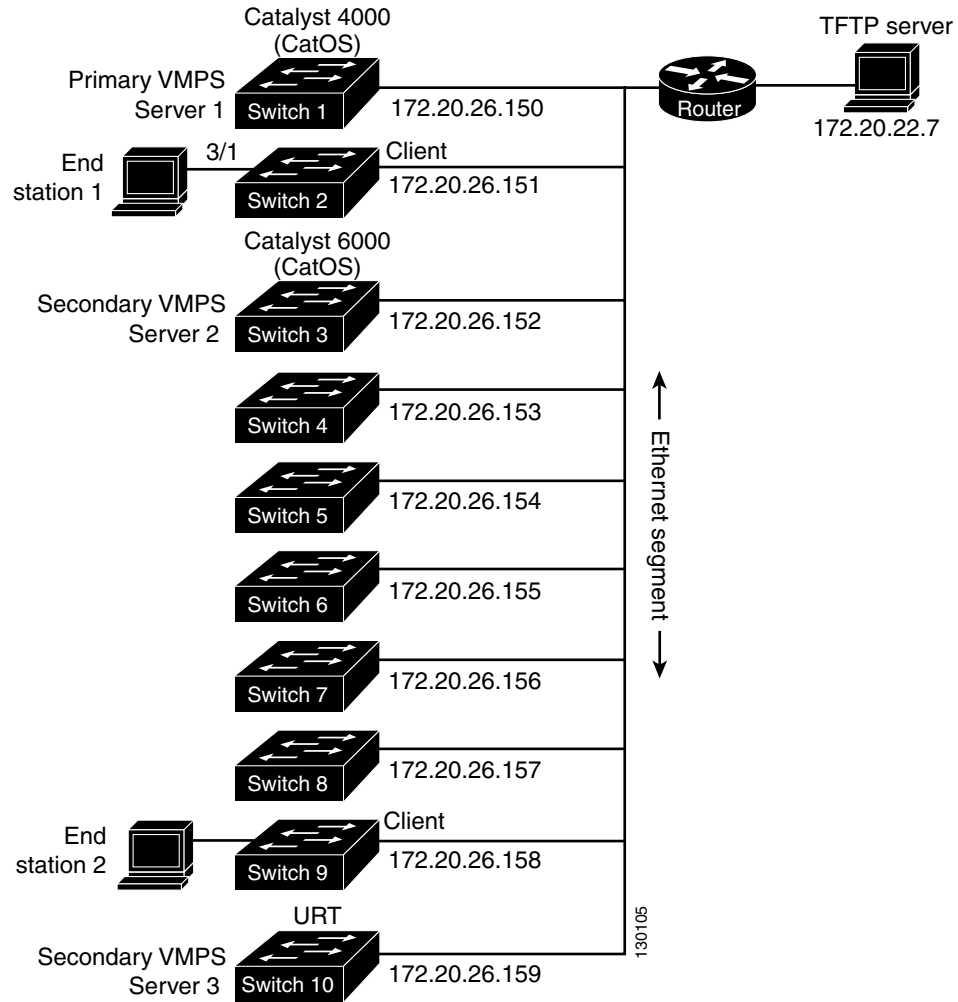 Catalyst 4000
(CatOS)
TFTP server
Primary VMPS
Server 1
Switch 1
172.20.26.150
Router
172.20.22.7
End
station 1
3/1
Client
Switch 2
172.20.26.151
Catalyst 6000
(CatOS)
Secondary VMPS
Server 2
Switch 3
172.20.26.152
Switch 4
172.20.26.153
Ethernet segment
Switch 5
172.20.26.154
Switch 6
172.20.26.155
Switch 7
172.20.26.156
Switch 8
172.20.26.157
End
station 2
Client
Switch 9
172.20.26.158
URT
Secondary VMPS
Server 3
Switch 10
172.20.26.159
130105